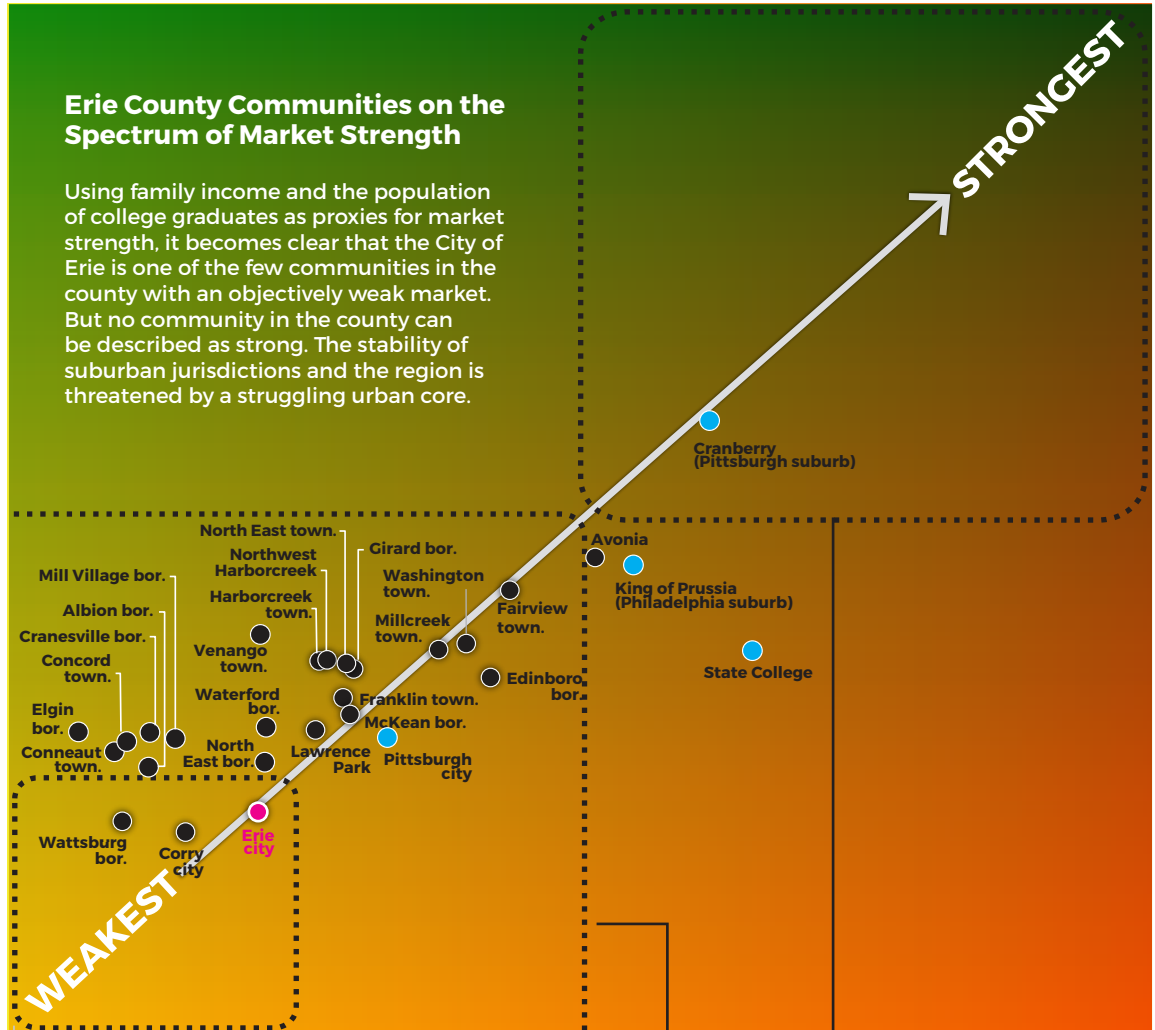 STRONGEST
Erie County Communities on the
Spectrum of Market Strength
Using family income and the population
of college graduates as proxies for market
strength, it becomes clear that the City of
Erie is one of the few communities in the
county with an objectively weak market.
But no community in the county can
be described as strong. The stability of
suburban jurisdictions and the region is
threatened by a struggling urban core.
Cranberry
(Pittsburgh suburb)
North East town.
Girard bor.
Northwest
Harborcreek
Washington
town.
Avonia
Mill Village bor.
King of Prussia
(Philadelphia suburb)
Harborcreek
town.
Albion bor.
Millcreek
town.
Fairview
town.
Cranesville bor.
Venango
town.
Concord
town.
State College
Edinboro
bor.
Waterford
bor.
Franklin town.
Elgin
bor.
McKean bor.
Conneaut
town.
North
East bor.
Lawrence
Park
Pittsburgh
city
Wattsburg
bor.
Corry
city
Erie
city
WEAKEST